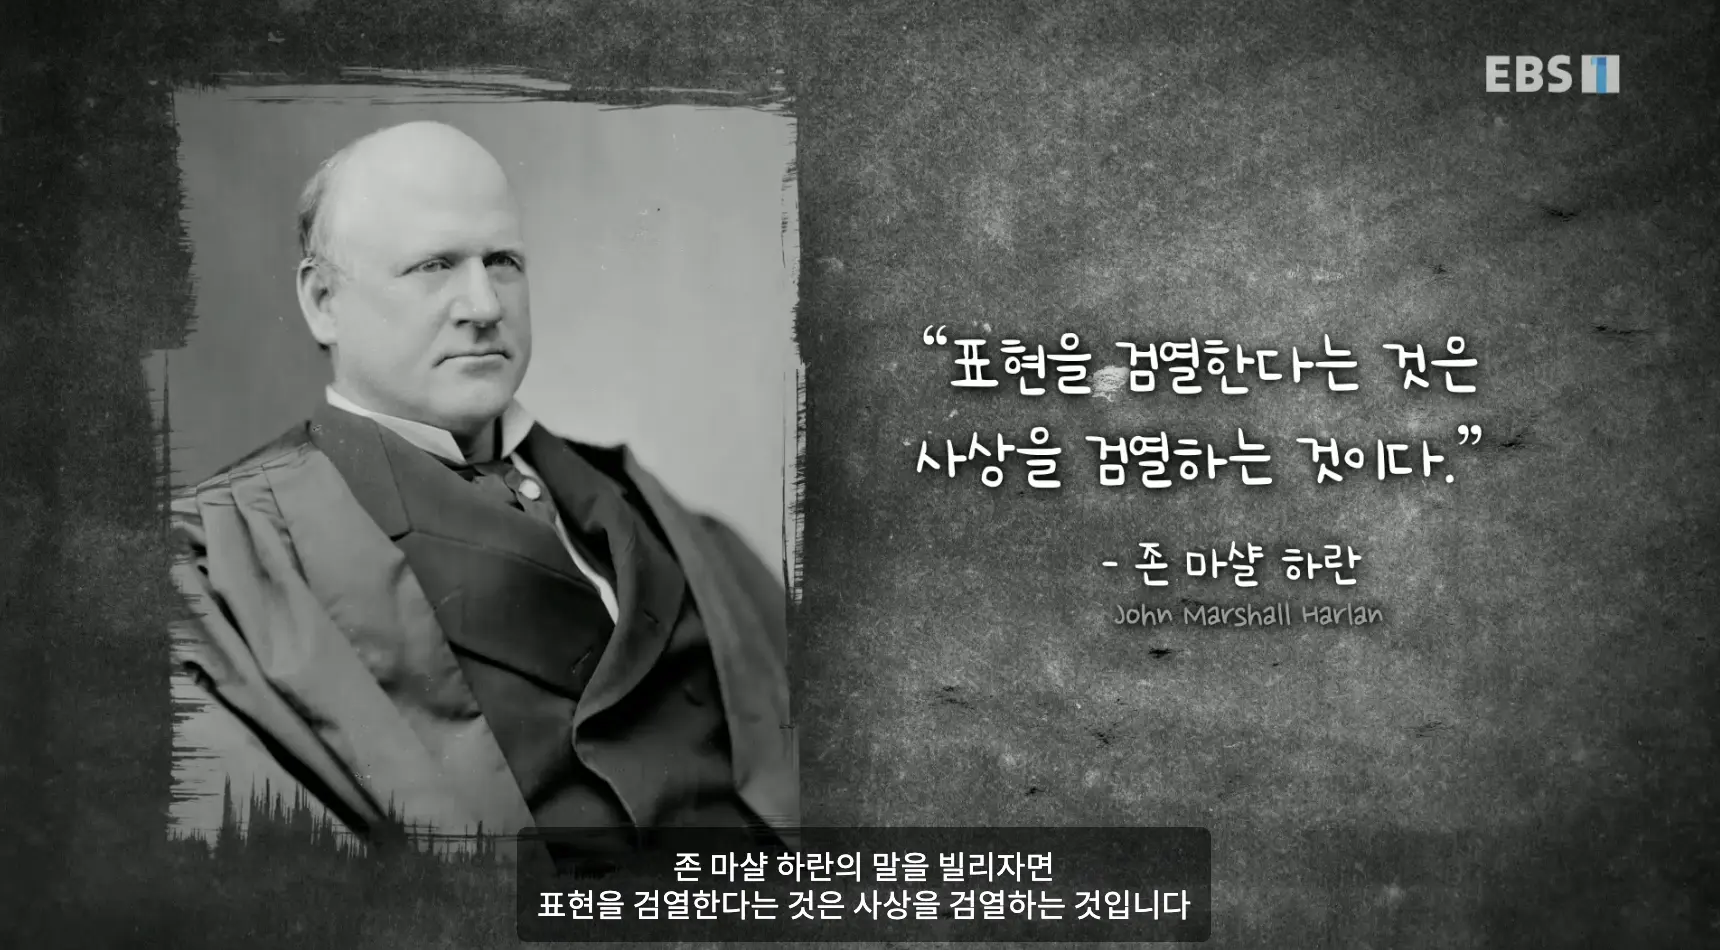 EBS 1
“표현을 검열한다는 것은
사상을 검열하는 것이다.”
- 존 마샬 하란
John Marshall Harlan
존 마샬 하란의 말을 빌리자면
표현을 검열한다는 것은 사상을 검열하는 것입니다